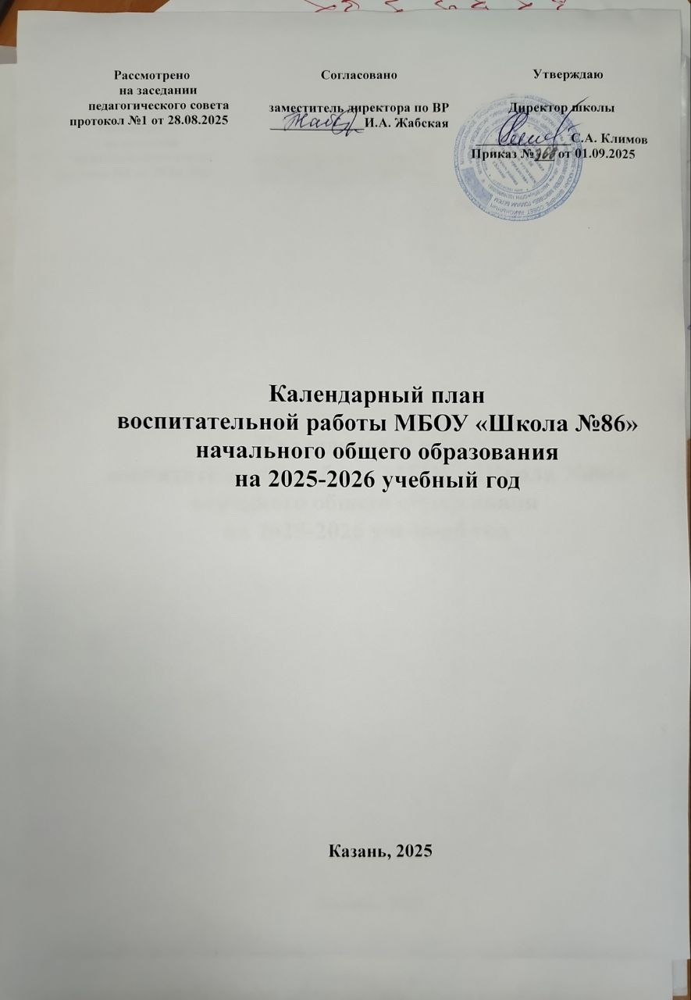 Рассмотрено
на заседании
педагогического совета
протокол №1 от 28.08.2025
Согласовано
заместитель директора по ВР
И.А. Жабская
Утверждаю
Директор школы
С.А. Климов
Приказ №368 от 01.09.2025
Календарный план
воспитательной работы МБОУ «Школа №86»
начального общего образования
на 2025-2026 учебный год
Казань, 2025